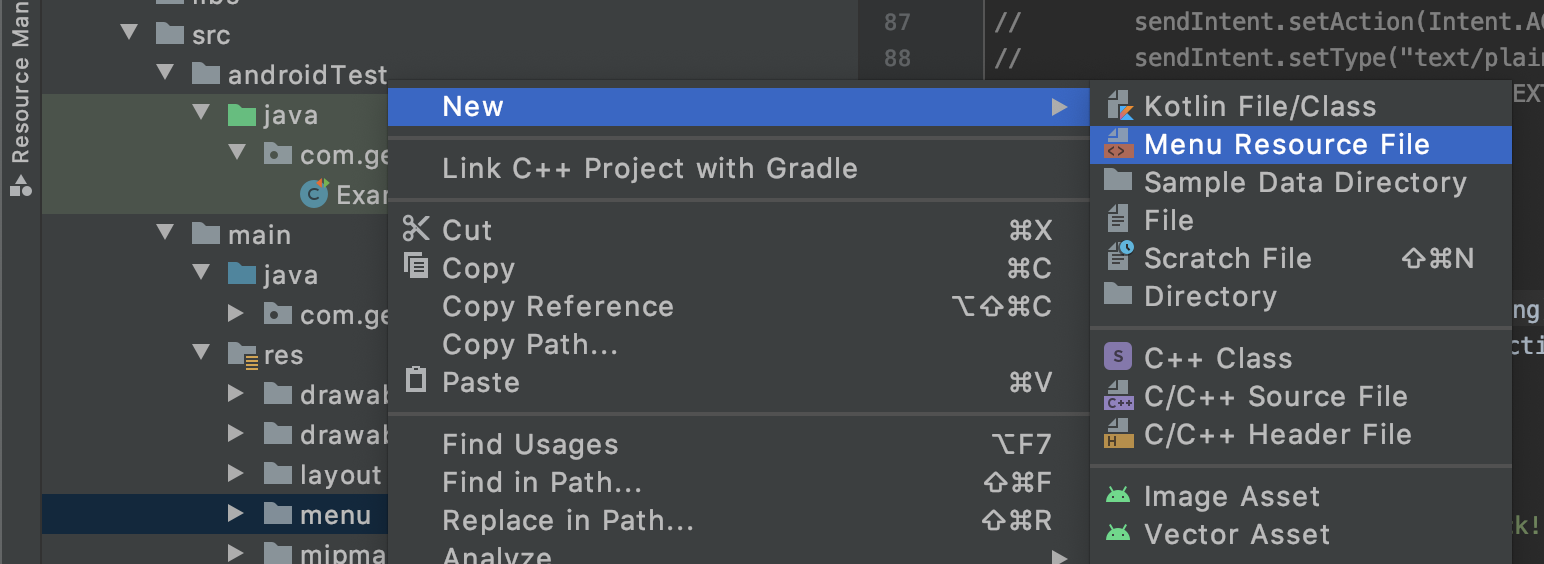 libs
Resource Man
src
androidTest
java
com.ge
Exar
main
java
com.ge
res
drawab
drawab
layout
menu
mipma
New
Link C++ Project with Gradle
Cut ⌘X
Copy ⌘C
Copy Reference ⌥⇧⌘C
Copy Path...
Paste ⌘V
Find Usages ⌥F7
Find in Path... ⇧⌘F
Replace in Path... ⇧⌘R
Analyze
87 // sendIntent.setAction(Intent.AC
88 // sendIntent.setType("text/plain
EXT
Kotlin File/Class
Menu Resource File
Sample Data Directory
File
Scratch File ⇧⌘N
Directory
C++ Class
C/C++ Source File
C/C++ Header File
Image Asset
Vector Asset
ng
cti
ck!